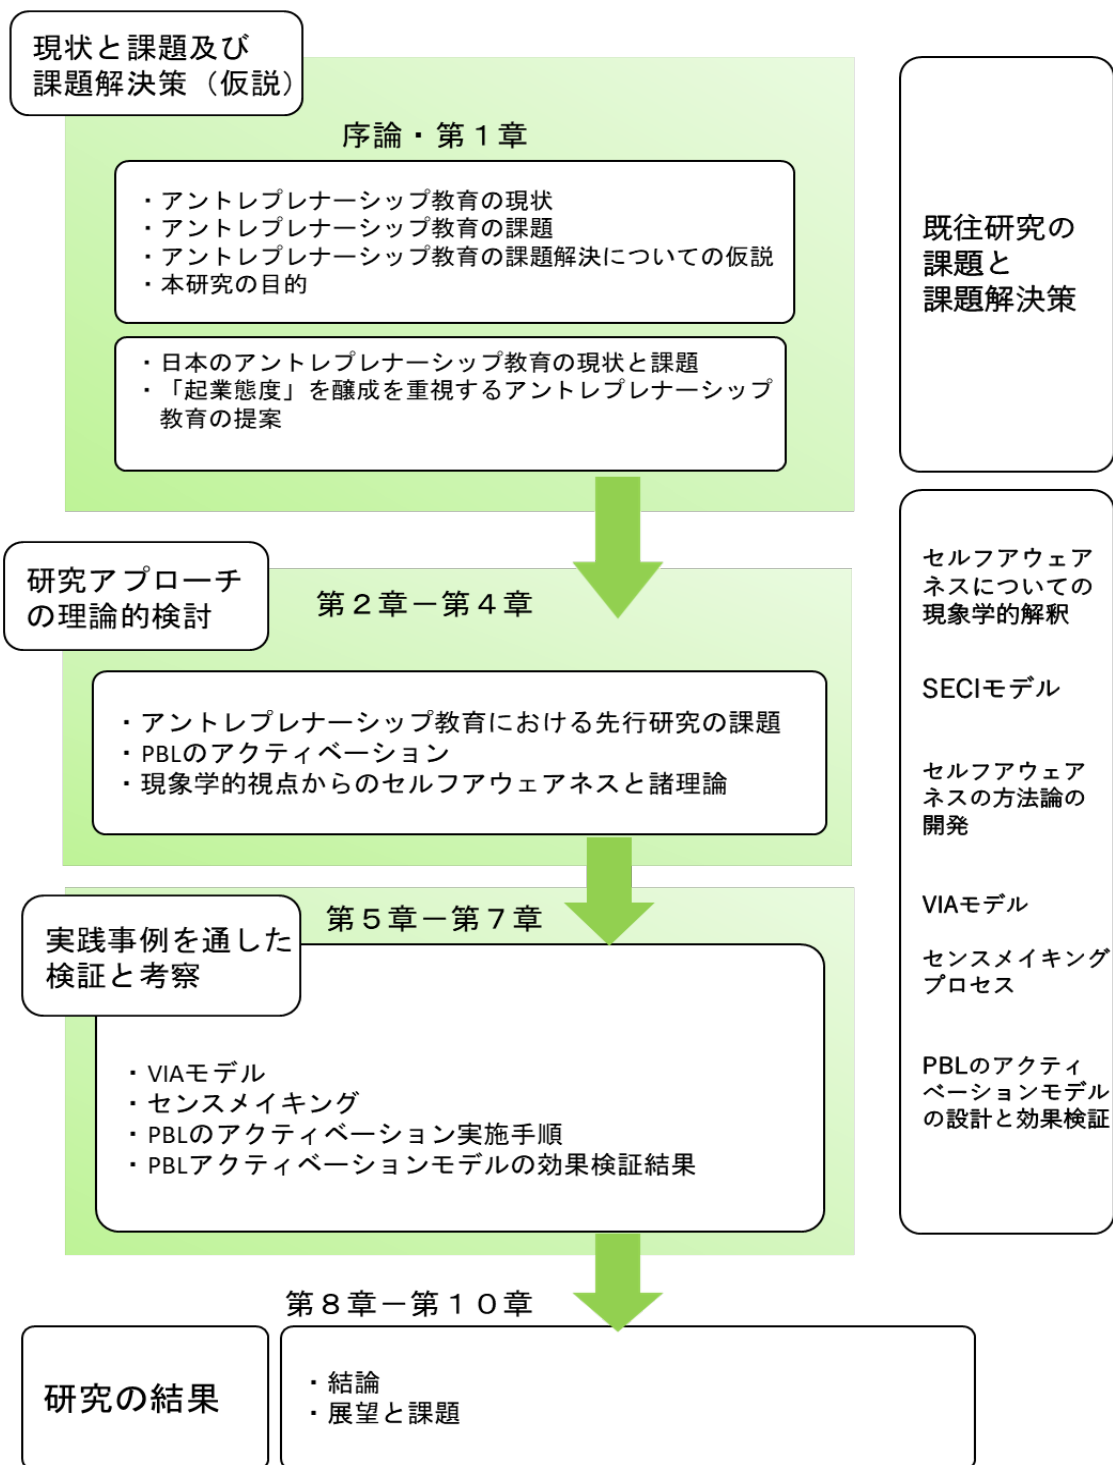 現状と課題及び
課題解決策（仮説）
序論・第１章
・アントレプレナーシップ教育の現状
・アントレプレナーシップ教育の課題
・アントレプレナーシップ教育の課題解決についての仮説
・本研究の目的
・日本のアントレプレナーシップ教育の現状と課題
・「起業態度」を醸成を重視するアントレプレナーシップ
教育の提案
既往研究の
課題と
課題解決策
研究アプローチ
の理論的検討
第２章－第４章
・アントレプレナーシップ教育における先行研究の課題
・PBLのアクティベーション
・現象学的視点からのセルフアウェアネスと諸理論
実践事例を通した
検証と考察
第５章－第７章
・VIAモデル
・センスメイキング
・PBLのアクティベーション実施手順
・PBLアクティベーションモデルの効果検証結果
セルフアウェア
ネスについての
現象学的解釈
SECIモデル
セルフアウェア
ネスの方法論の
開発
VIAモデル
センスメイキング
プロセス
PBLのアクティ
ベーションモデル
の設計と効果検証
第８章－第１０章
研究の結果
・結論
・展望と課題